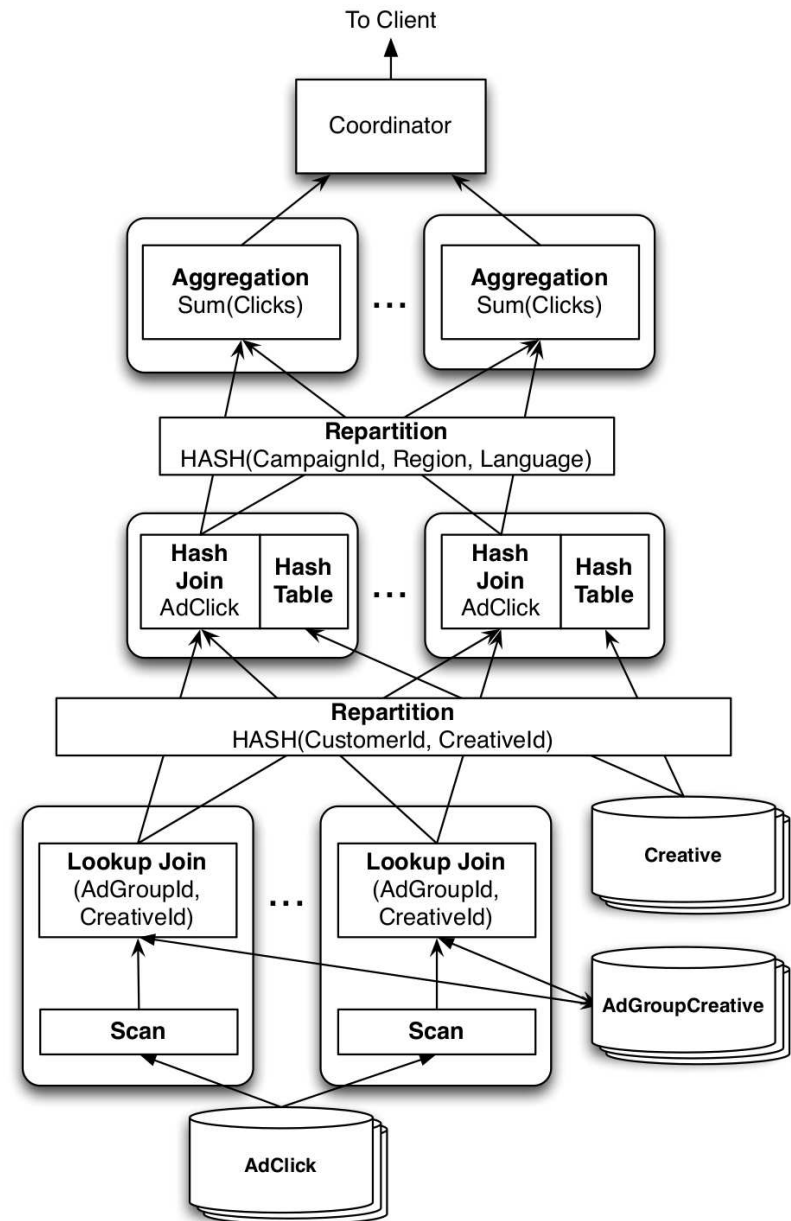 To Client
Coordinator
Aggregation
Sum(Clicks)
...
Aggregation
Sum(Clicks)
Repartition
HASH(CampaignId, Region, Language)
Hash
Join
AdClick
Hash
Table
...
Hash
Join
AdClick
Hash
Table
Repartition
HASH(CustomerId, CreativeId)
Lookup Join
(AdGroupId,
CreativeId)
...
Lookup Join
(AdGroupId,
CreativeId)
Creative
Scan
Scan
AdGroupCreative
AdClick